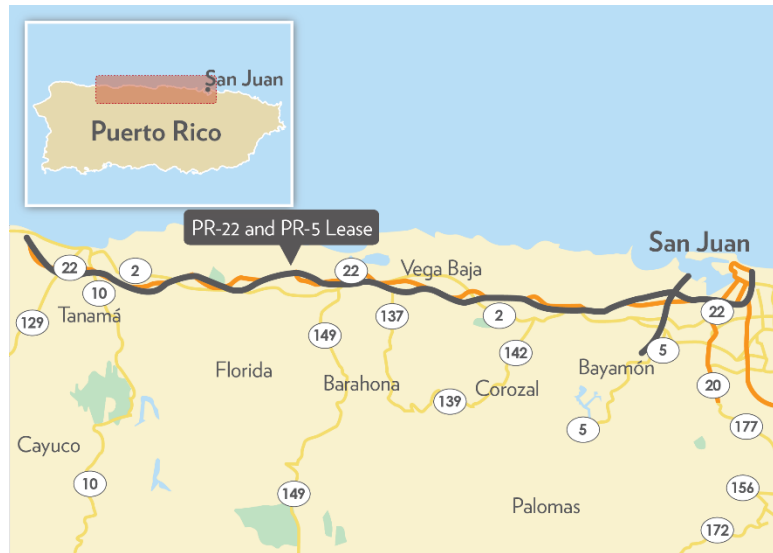 San Juan
Puerto Rico
PR-22 and PR-5 Lease
San Juan
22
2
22
Vega Baja
10
Tanamá
129
137
2
22
149
142
5
Florida
Barahona
Corozal
Bayamón
139
20
5
177
Cayuco
10
149
156
Palomas
172